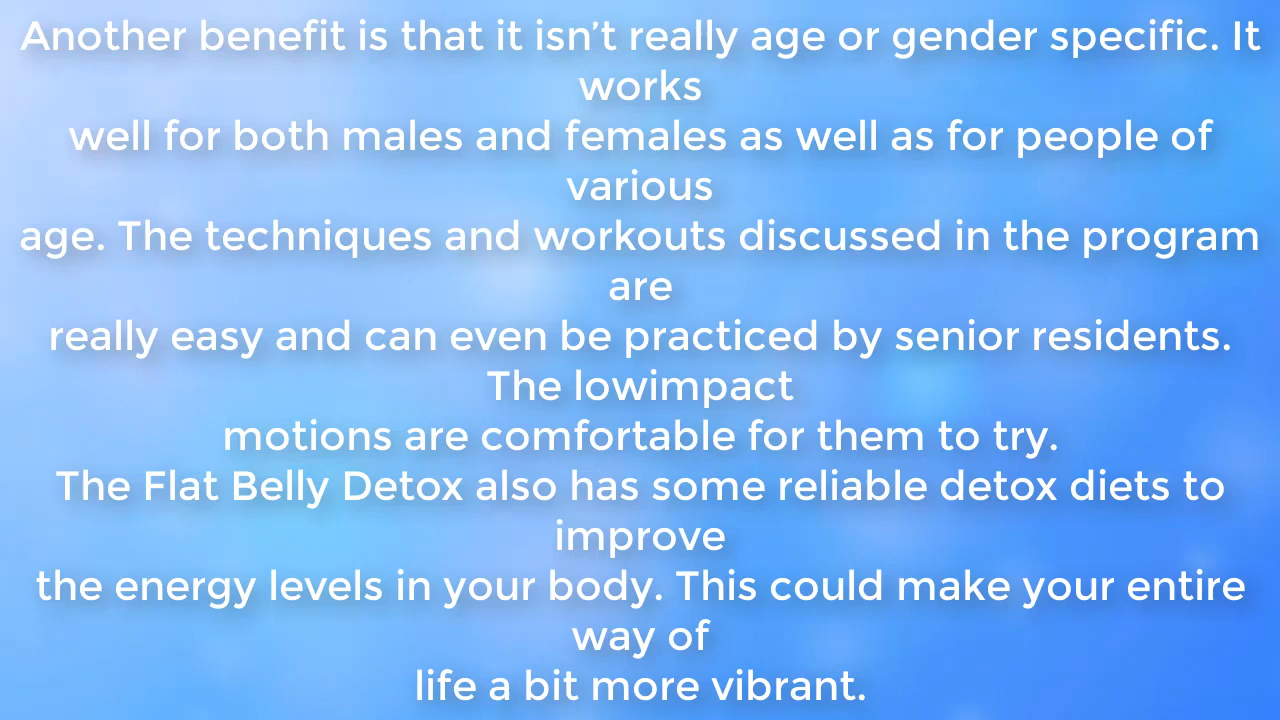 Another benefit is that it isn’t really age or gender specific. It
works
well for both males and females as well as for people of
various
age. The techniques and workouts discussed in the program
are
really easy and can even be practiced by senior residents.
The lowimpact
motions are comfortable for them to try.
The Flat Belly Detox also has some reliable detox diets to
improve
the energy levels in your body. This could make your entire
way of
life a bit more vibrant.